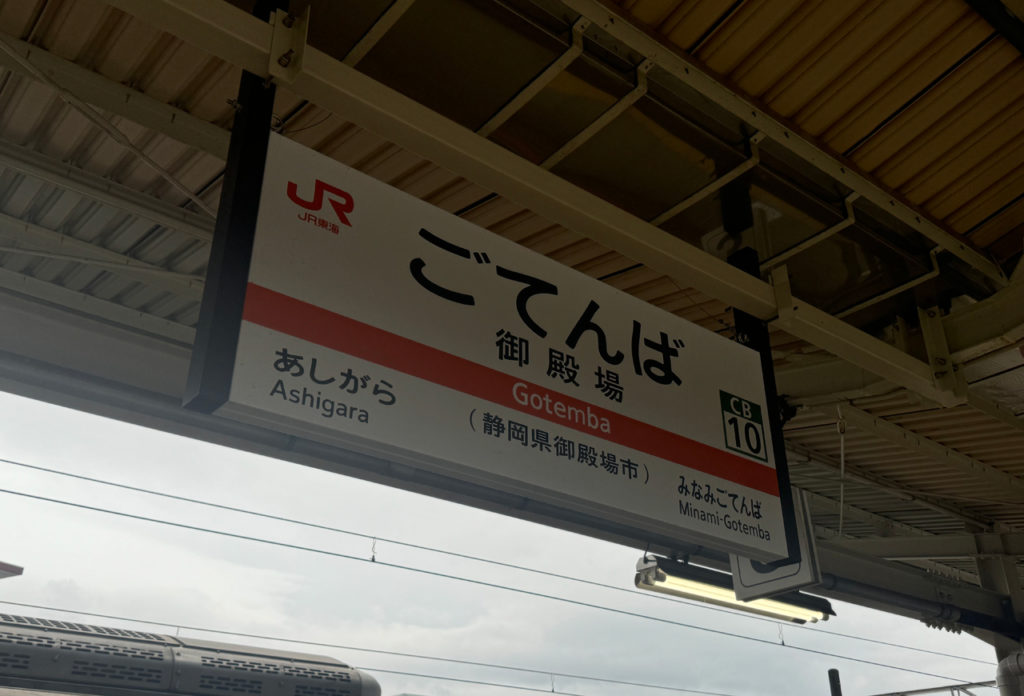 JR
JR東海
ごてんば
御殿場
CB
10
Gotemba
あしがら
Ashigara
（静岡県御殿場市）
みなみごてんば
Minami-Gotemba